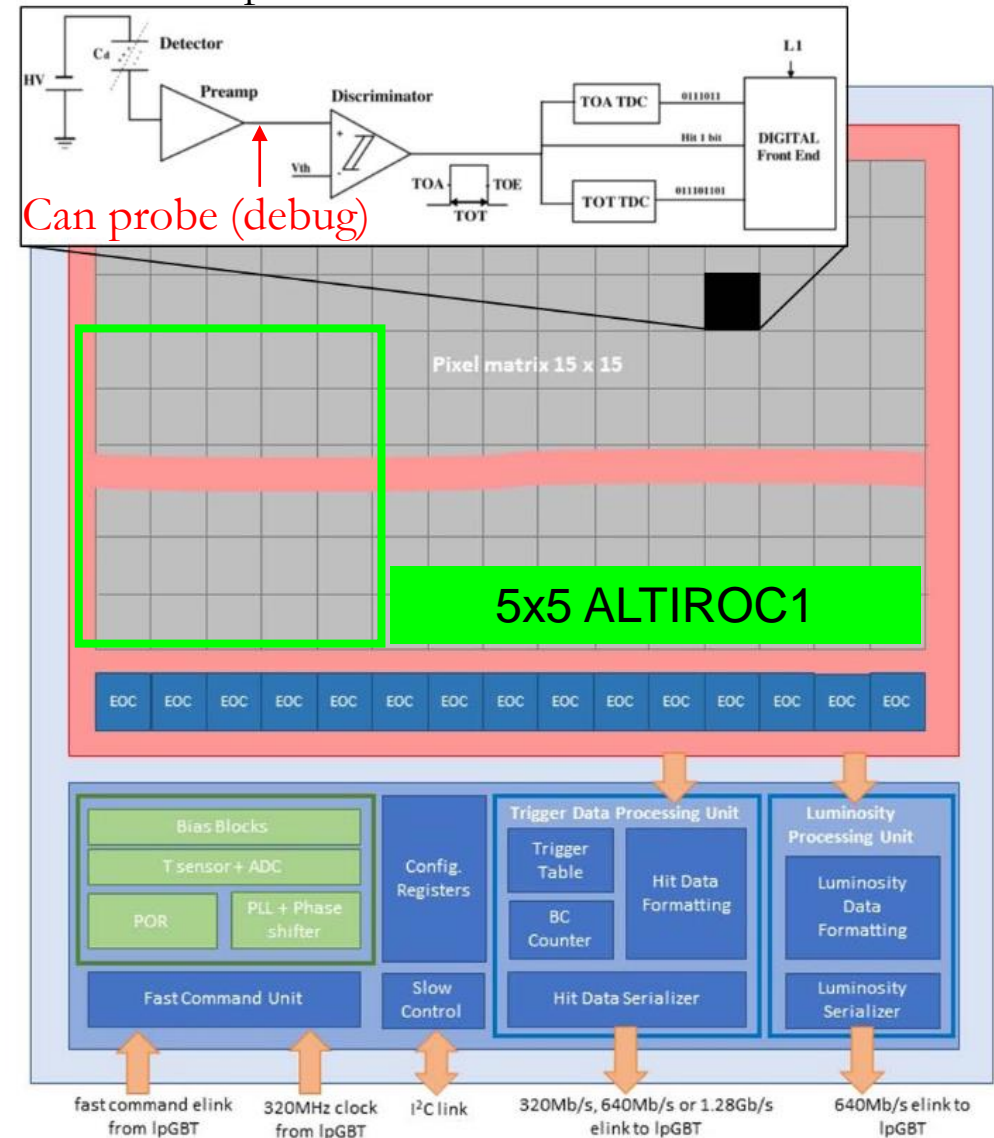 Detector
L1
Cd
HV
Preamp
Discriminator
TOA TDC
0111011
Hit 1 bit
DIGITAL
Front End
+
-
Vth
TOA
TOE
TOT
TOT TDC
011101101
Can probe (debug)
Pixel matrix 15 x 15
5x5 ALTIROC1
EOC EOC EOC EOC EOC EOC EOC EOC EOC EOC EOC EOC EOC EOC EOC
Bias Blocks
T sensor + ADC
POR
PLL + Phase
shifter
Fast Command Unit
Config.
Registers
Slow
Control
Trigger Data Processing Unit
Trigger
Table
BC
Counter
Hit Data
Formatting
Hit Data Serializer
Luminosity
Processing Unit
Luminosity
Data
Formatting
Luminosity
Serializer
fast command elink
from lpGBT
320MHz clock
from lpGBT
I²C link
320Mb/s, 640Mb/s or 1.28Gb/s
elink to lpGBT
640Mb/s elink to
lpGBT